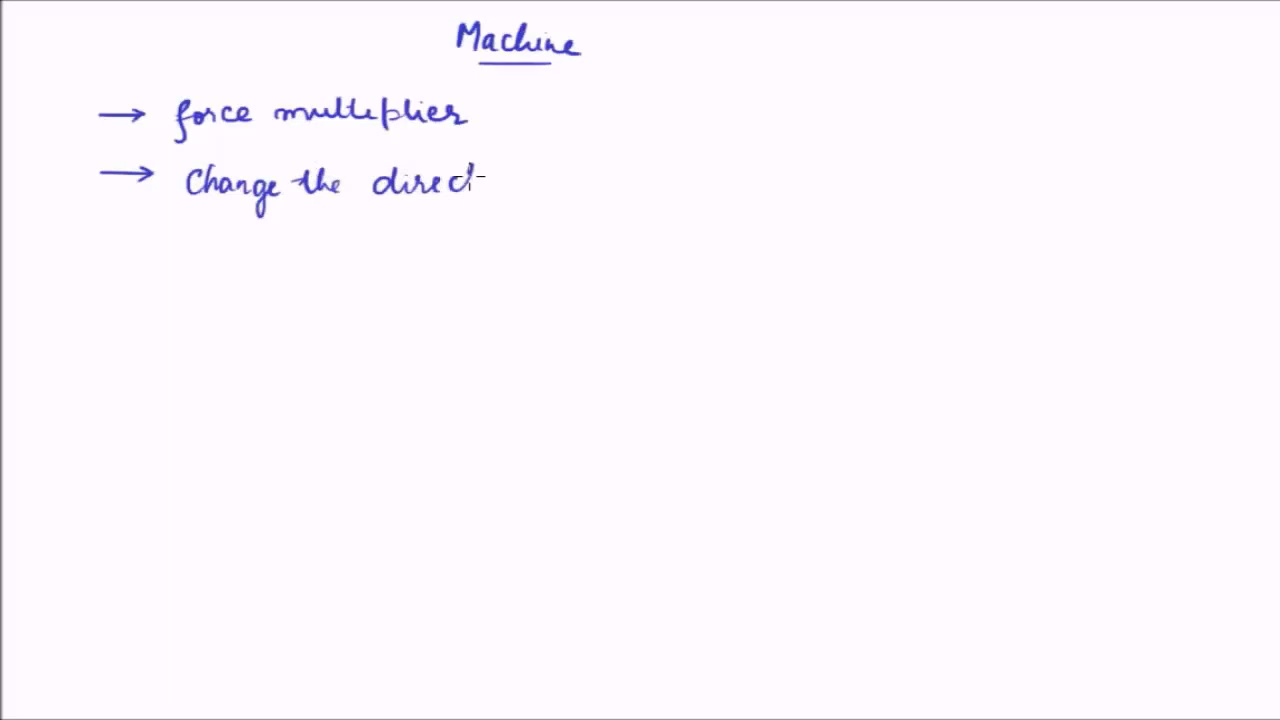 Machine
→ force multiplier
→ Change the direct